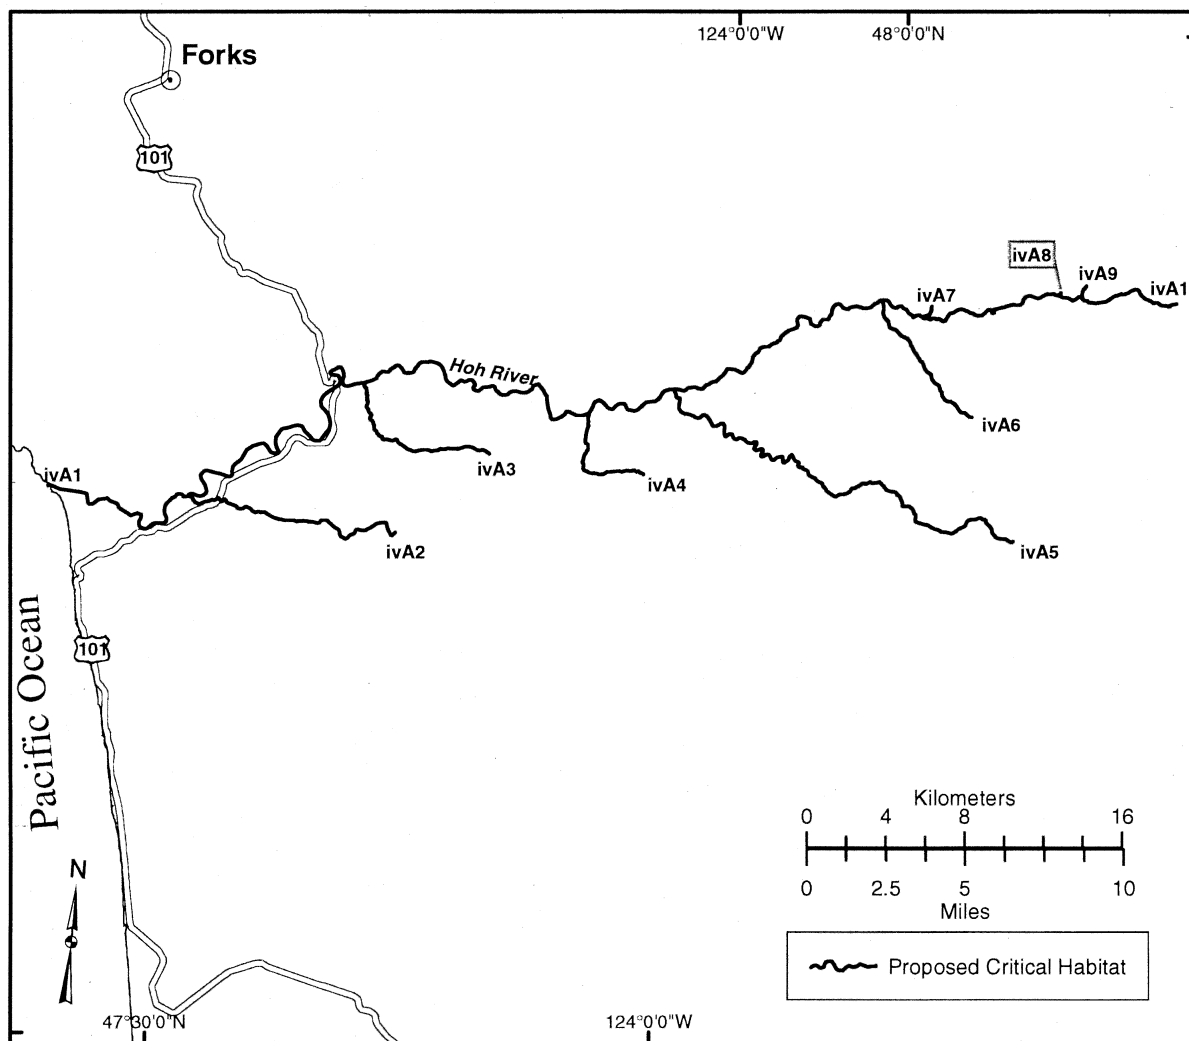 124°0'0"W
48°0'0"N
Forks
101
ivA8
ivA9
ivA1
ivA7
Hoh River
ivA6
ivA3
ivA1
ivA4
ivA2
ivA5
Pacific Ocean
101
Kilometers
0 4 8 16
0 2.5 5 10
Miles
N
Proposed Critical Habitat
47°30'0"N
124°0'0"W